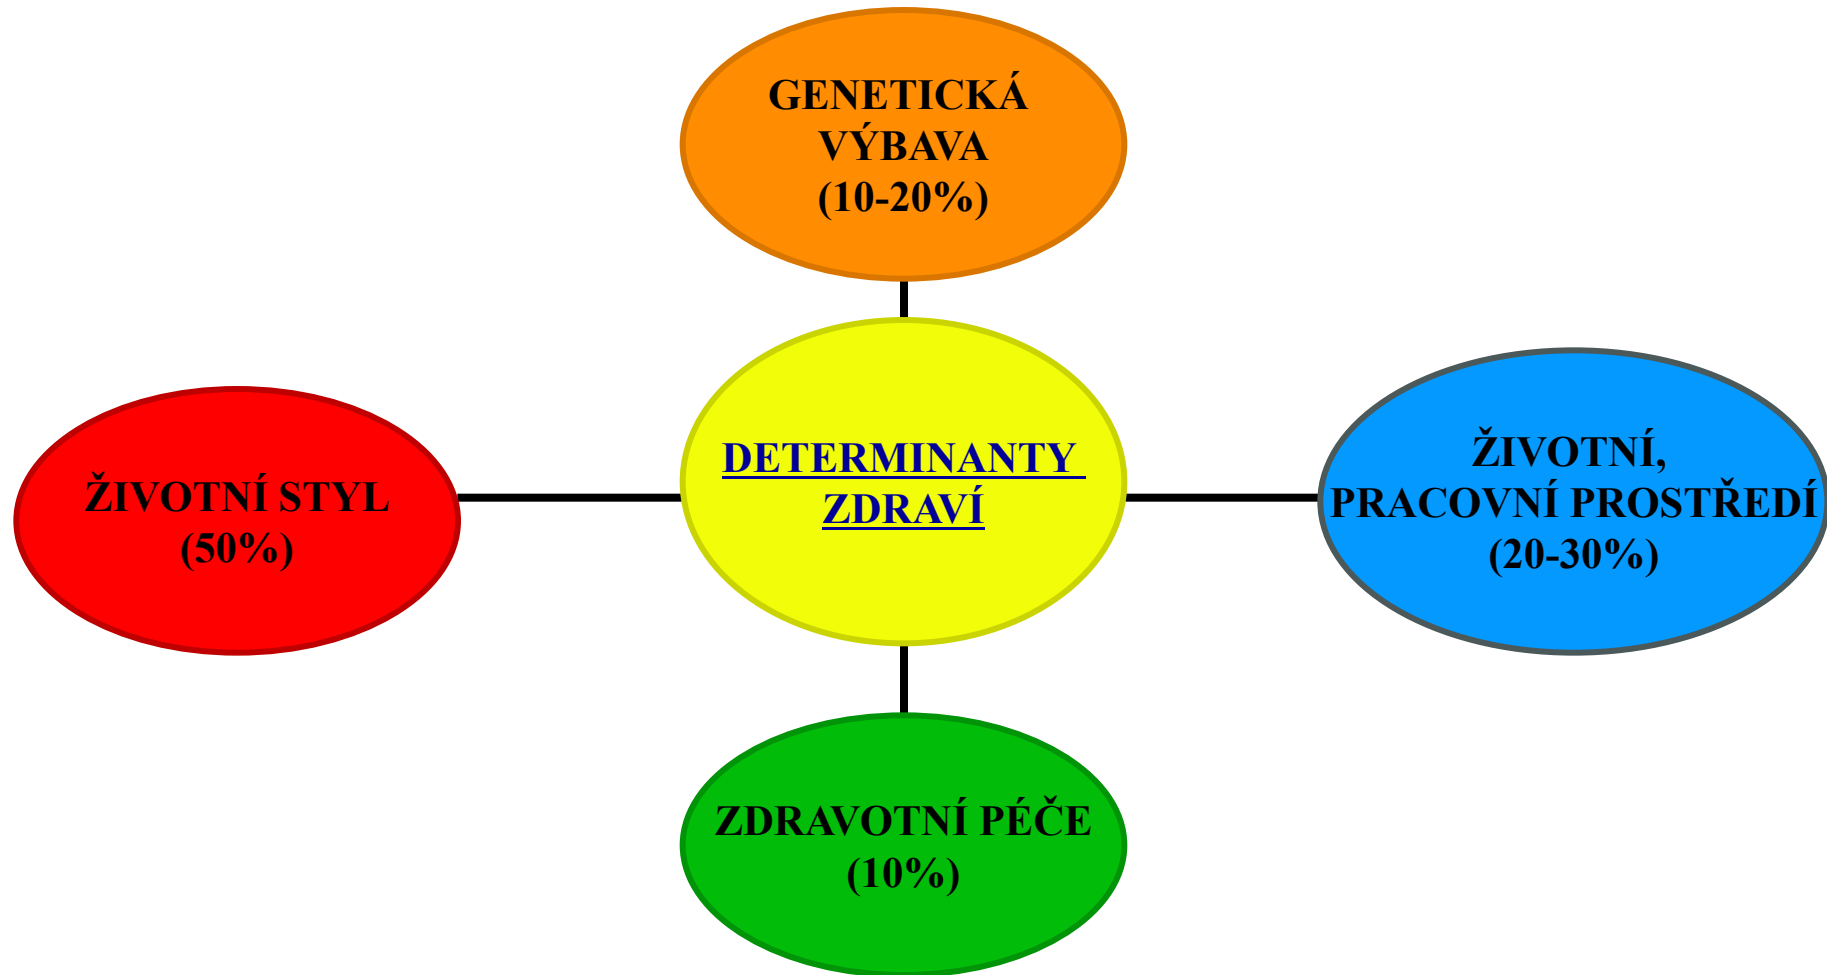 GENETICKÁ
VÝBAVA
(10-20%)
DETERMINANTY
ZDRAVÍ
ŽIVOTNÍ STYL
(50%)
ŽIVOTNÍ,
PRACOVNÍ PROSTŘEDÍ
(20-30%)
ZDRAVOTNÍ PÉČE
(10%)